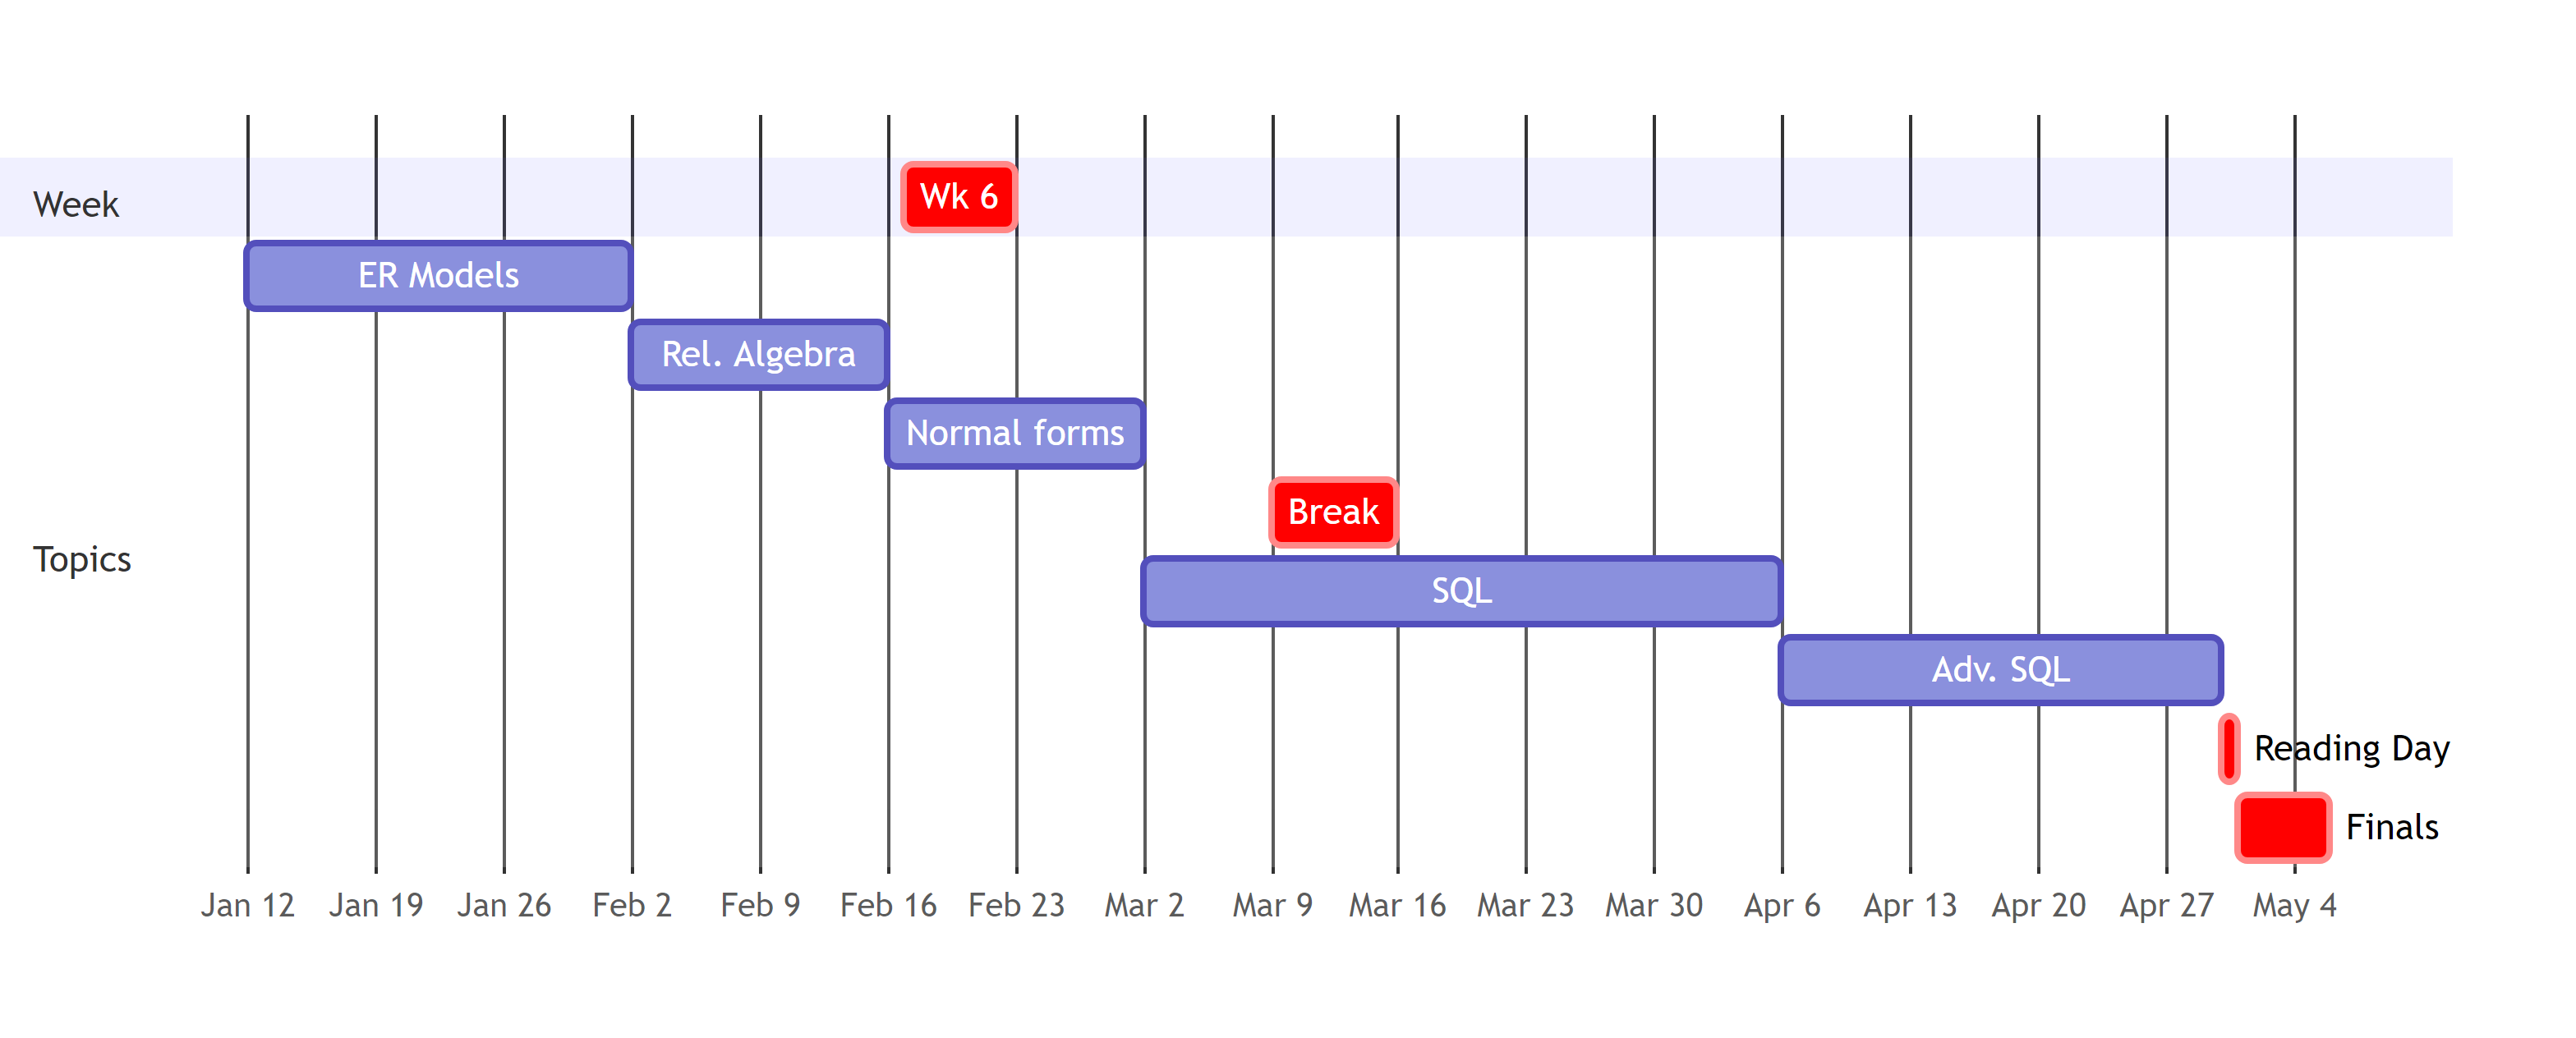 Week
Wk 6
ER Models
Rel. Algebra
Normal forms
Break
Topics
SQL
Adv. SQL
Reading Day
Finals
Jan 12 Jan 19 Jan 26 Feb 2 Feb 9 Feb 16 Feb 23 Mar 2 Mar 9 Mar 16 Mar 23 Mar 30 Apr 6 Apr 13 Apr 20 Apr 27 May 4